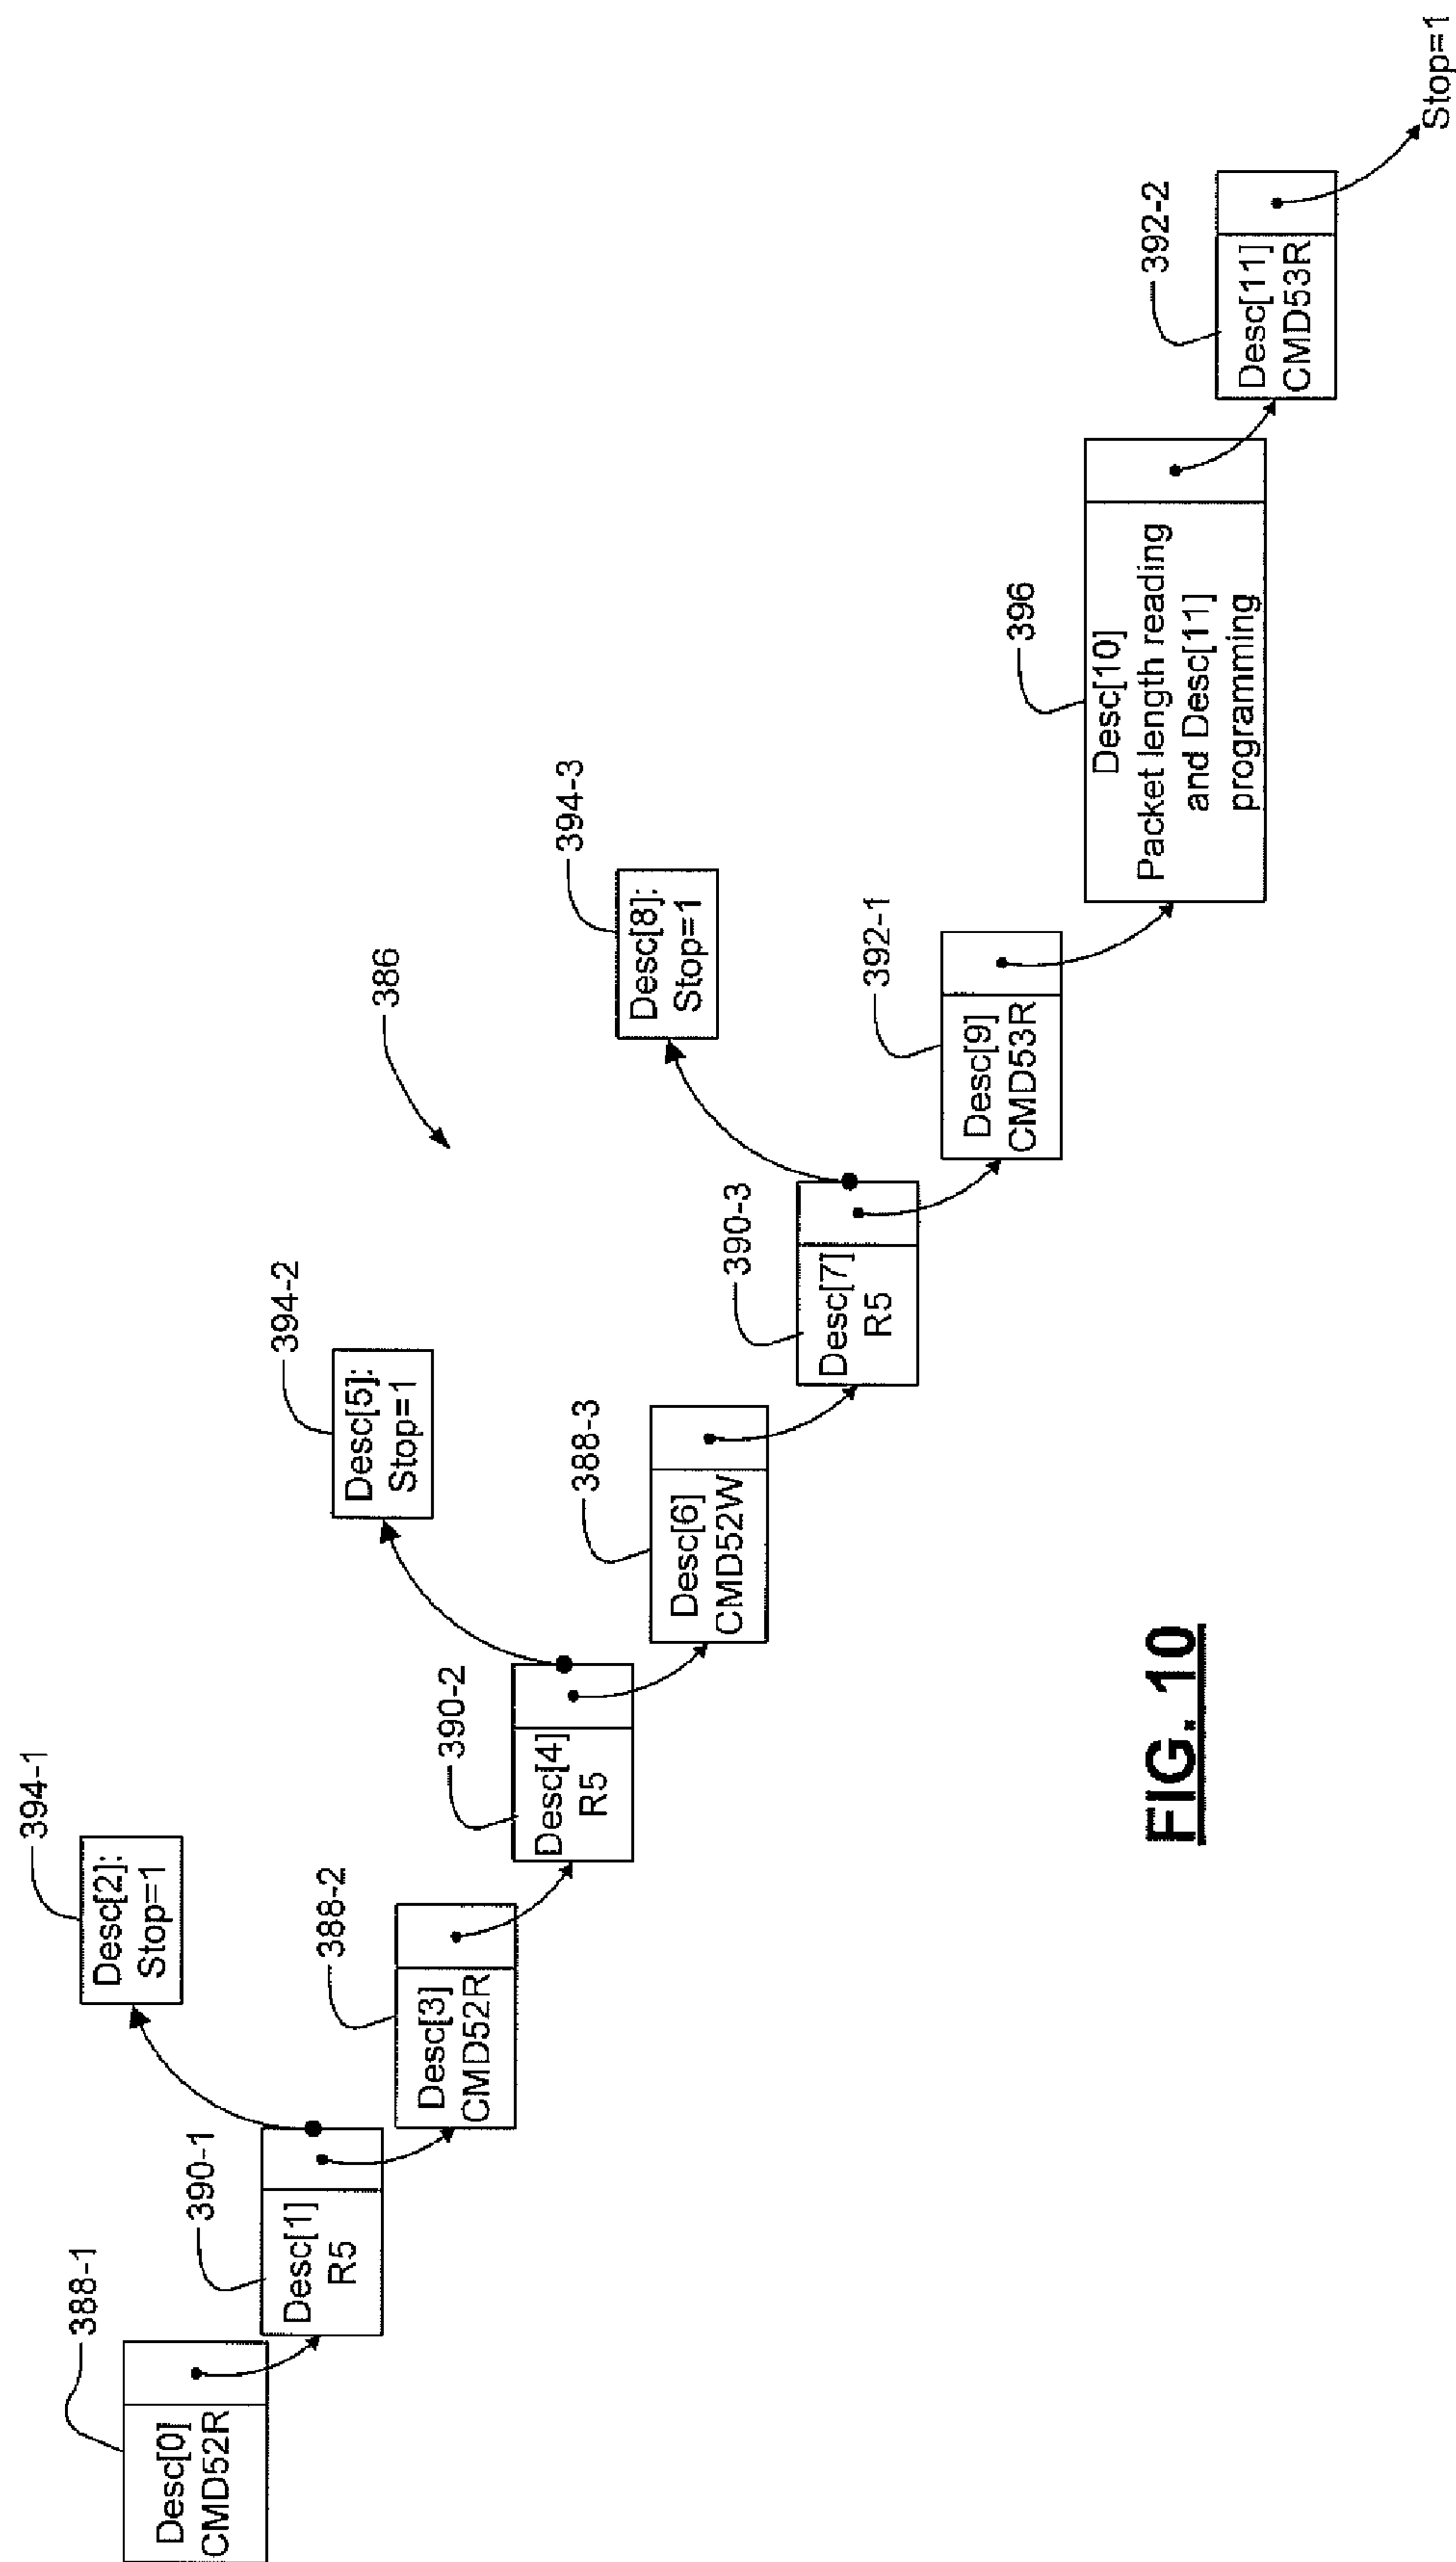 388-1
Desc[0]
CMD52R
390-1
Desc[1]
R5
394-1
Desc[2]:
Stop=1
388-2
Desc[3]
CMD52R
390-2
Desc[4]
R5
394-2
Desc[5]:
Stop=1
388-3
Desc[6]
CMD52W
386
390-3
Desc[7]
R5
394-3
Desc[8]:
Stop=1
392-1
Desc[9]
CMD53R
396
Desc[10]
Packet length reading
and Desc[11]
programming
392-2
Desc[11]
CMD53R
Stop=1
FIG. 10